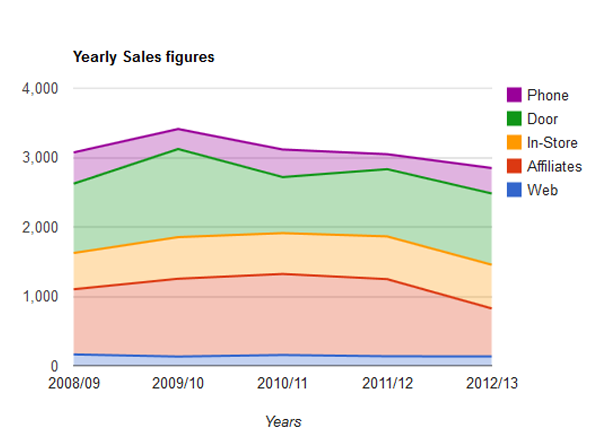 Yearly Sales figures
4,000
3,000
2,000
1,000
0
2008/09 2009/10 2010/11 2011/12 2012/13
Years
Phone
Door
In-Store
Affiliates
Web